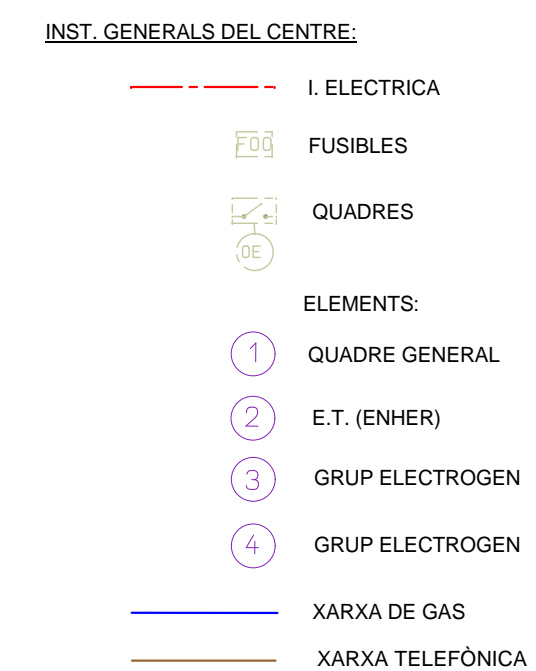 INST. GENERALS DEL CENTRE:
I. ELECTRICA
F00 FUSIBLES
QUADRES
0E
ELEMENTS:
1 QUADRE GENERAL
2 E.T. (ENHER)
3 GRUP ELECTROGEN
4 GRUP ELECTROGEN
XARXA DE GAS
XARXA TELEFÒNICA